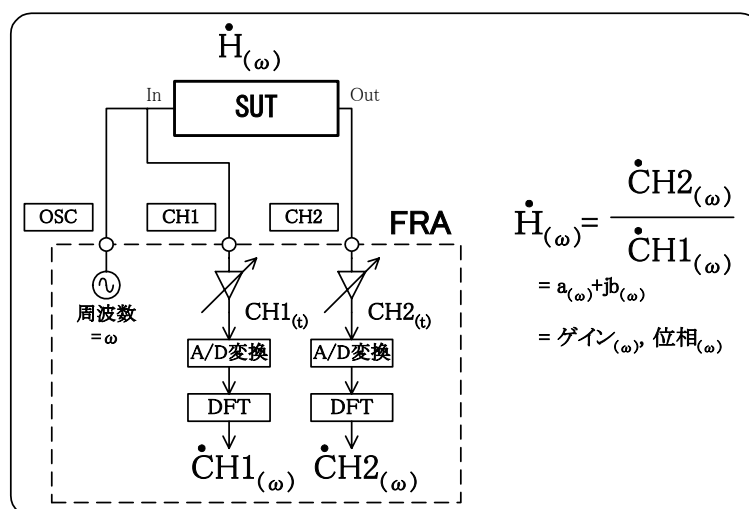 Ḣ(ω)
In
SUT
Out
OSC
CH1
CH2
FRA
周波数
=ω
CH1(t)
CH2(t)
A/D変換
A/D変換
DFT
DFT
ĊH1(ω)
ĊH2(ω)
Ḣ(ω)= ĊH2(ω)
ĊH1(ω)
= a(ω)+jb(ω)
= ゲイン(ω), 位相(ω)